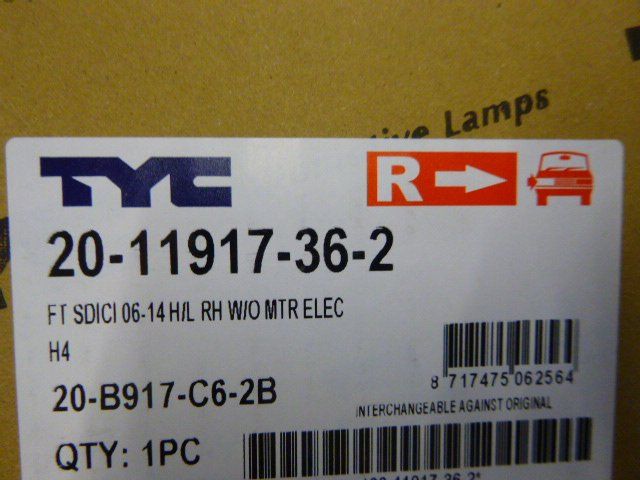 Lamps
TYC
R
20-11917-36-2
FT SDICI 06-14 H/L RH W/O MTR ELEC
H4
8 717475 062564
20-B917-C6-2B
INTERCHANGEABLE AGAINST ORIGINAL
QTY: 1PC